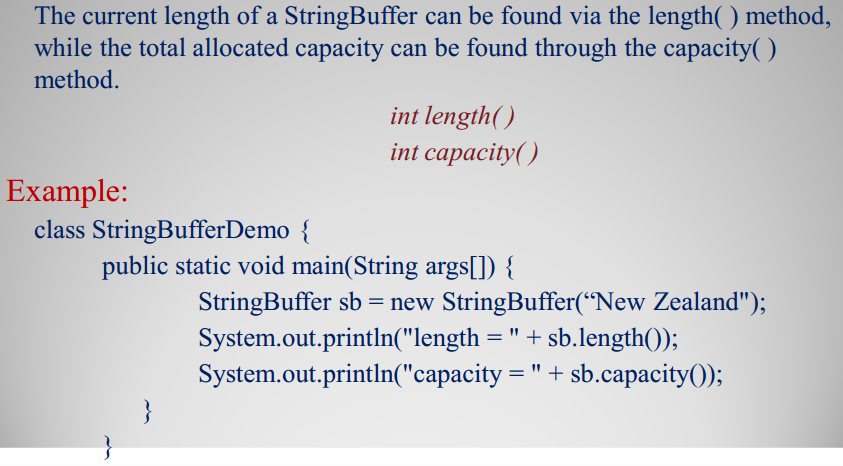 The current length of a StringBuffer can be found via the length( ) method,
while the total allocated capacity can be found through the capacity( )
method.
int length( )
int capacity( )
Example:
class StringBufferDemo {
public static void main(String args[]) {
StringBuffer sb = new StringBuffer(“New Zealand");
System.out.println("length = " + sb.length());
System.out.println("capacity = " + sb.capacity());
}
}